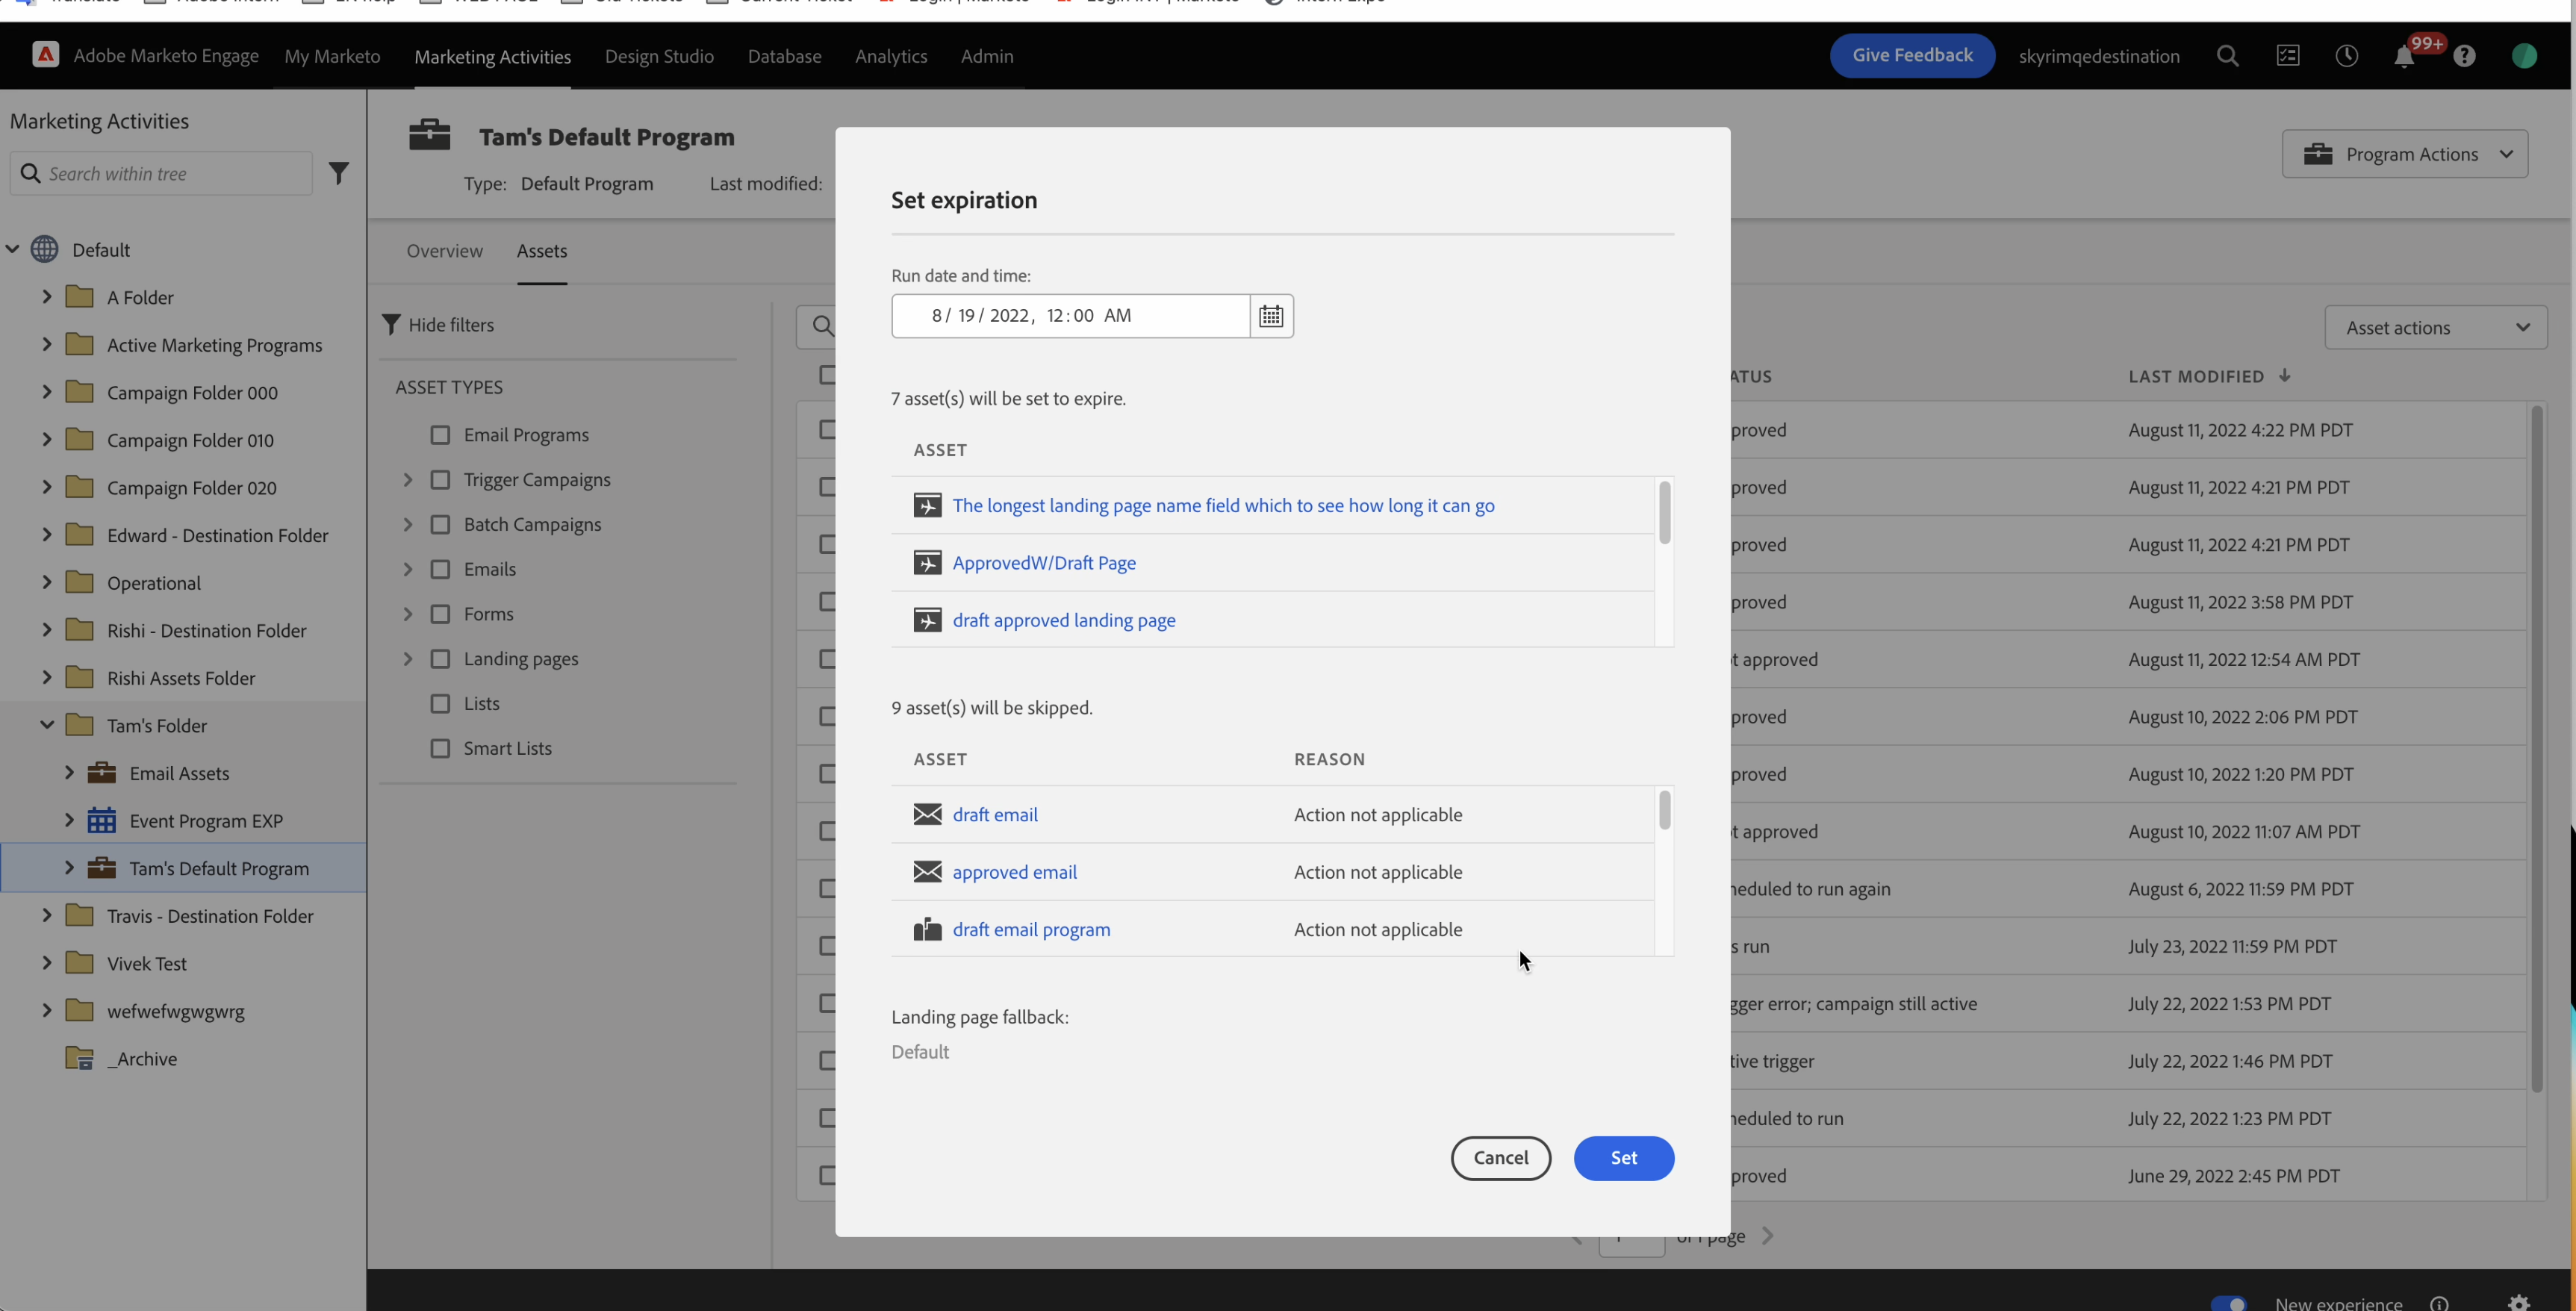 Adobe Marketo Engage My Marketo Marketing Activities Design Studio Database Analytics Admin Give Feedback skyrimqedestination 99+
Marketing Activities
Search within tree
Default
A Folder
Active Marketing Programs
Campaign Folder 000
Campaign Folder 010
Campaign Folder 020
Edward - Destination Folder
Operational
Rishi - Destination Folder
Rishi Assets Folder
Tam's Folder
Email Assets
Event Program EXP
Tam's Default Program
Travis - Destination Folder
Vivek Test
wefwefwgwgwrg
_Archive
Tam's Default Program
Type: Default Program Last modified:
Program Actions
Overview Assets
Hide filters
ASSET TYPES
Email Programs
Trigger Campaigns
Batch Campaigns
Emails
Forms
Landing pages
Lists
Smart Lists
Set expiration
Run date and time:
8/ 19/ 2022, 12:00 AM
7 asset(s) will be set to expire.
ASSET
The longest landing page name field which to see how long it can go
ApprovedW/Draft Page
draft approved landing page
9 asset(s) will be skipped.
ASSET REASON
draft email Action not applicable
approved email Action not applicable
draft email program Action not applicable
Landing page fallback:
Default
Cancel Set
Asset actions
ATUS LAST MODIFIED
proved August 11, 2022 4:22 PM PDT
proved August 11, 2022 4:21 PM PDT
proved August 11, 2022 4:21 PM PDT
proved August 11, 2022 3:58 PM PDT
t approved August 11, 2022 12:54 AM PDT
proved August 10, 2022 2:06 PM PDT
proved August 10, 2022 1:20 PM PDT
t approved August 10, 2022 11:07 AM PDT
heduled to run again August 6, 2022 11:59 PM PDT
s run July 23, 2022 11:59 PM PDT
gger error; campaign still active July 22, 2022 1:53 PM PDT
tive trigger July 22, 2022 1:46 PM PDT
heduled to run July 22, 2022 1:23 PM PDT
proved June 29, 2022 2:45 PM PDT
of 1 page
New experience